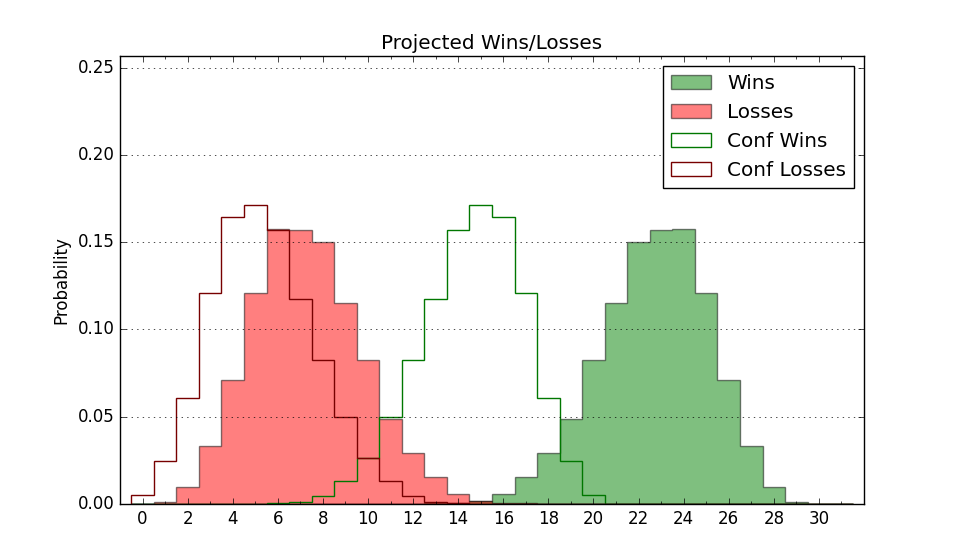 Projected Wins/Losses
0.25
0.20
0.15
0.10
0.05
0.00
Probability
Wins
Losses
Conf Wins
Conf Losses
0 2 4 6 8 10 12 14 16 18 20 22 24 26 28 30